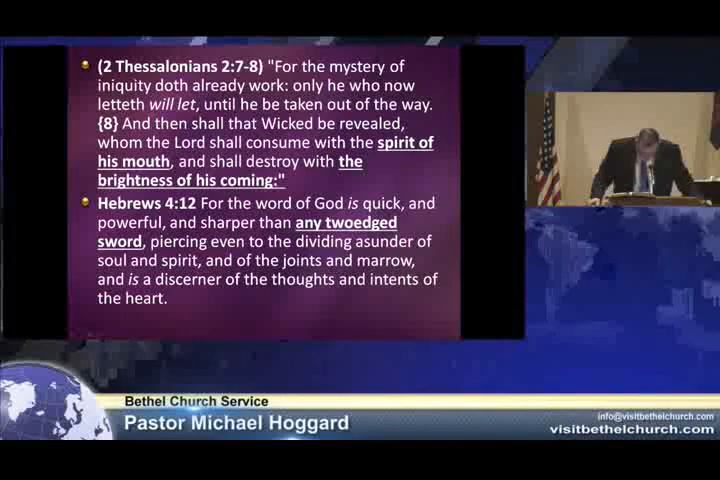 (2 Thessalonians 2:7-8) "For the mystery of
iniquity doth already work: only he who now
letteth will let, until he be taken out of the way.
{8} And then shall that Wicked be revealed,
whom the Lord shall consume with the spirit of
his mouth, and shall destroy with the
brightness of his coming:"
Hebrews 4:12 For the word of God is quick, and
powerful, and sharper than any twoedged
sword, piercing even to the dividing asunder of
soul and spirit, and of the joints and marrow,
and is a discerner of the thoughts and intents of
the heart.
Bethel Church Service
Pastor Michael Hoggard
info@visitbethelchurch.com
visitbethelchurch.com